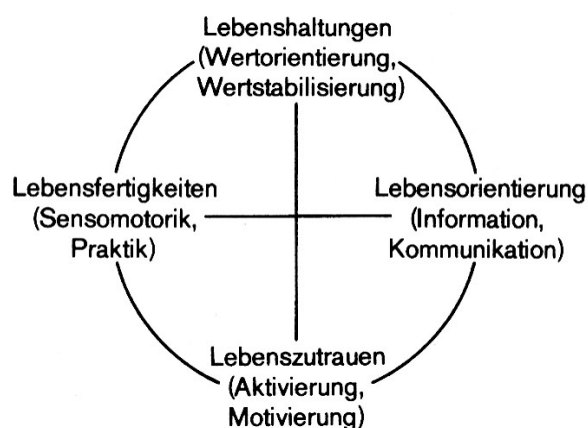 Lebenshaltungen
(Wertorientierung,
Wertstabilisierung)
Lebensfertigkeiten
(Sensomotorik,
Praktik)
Lebensorientierung
(Information,
Kommunikation)
Lebenszutrauen
(Aktivierung,
Motivierung)